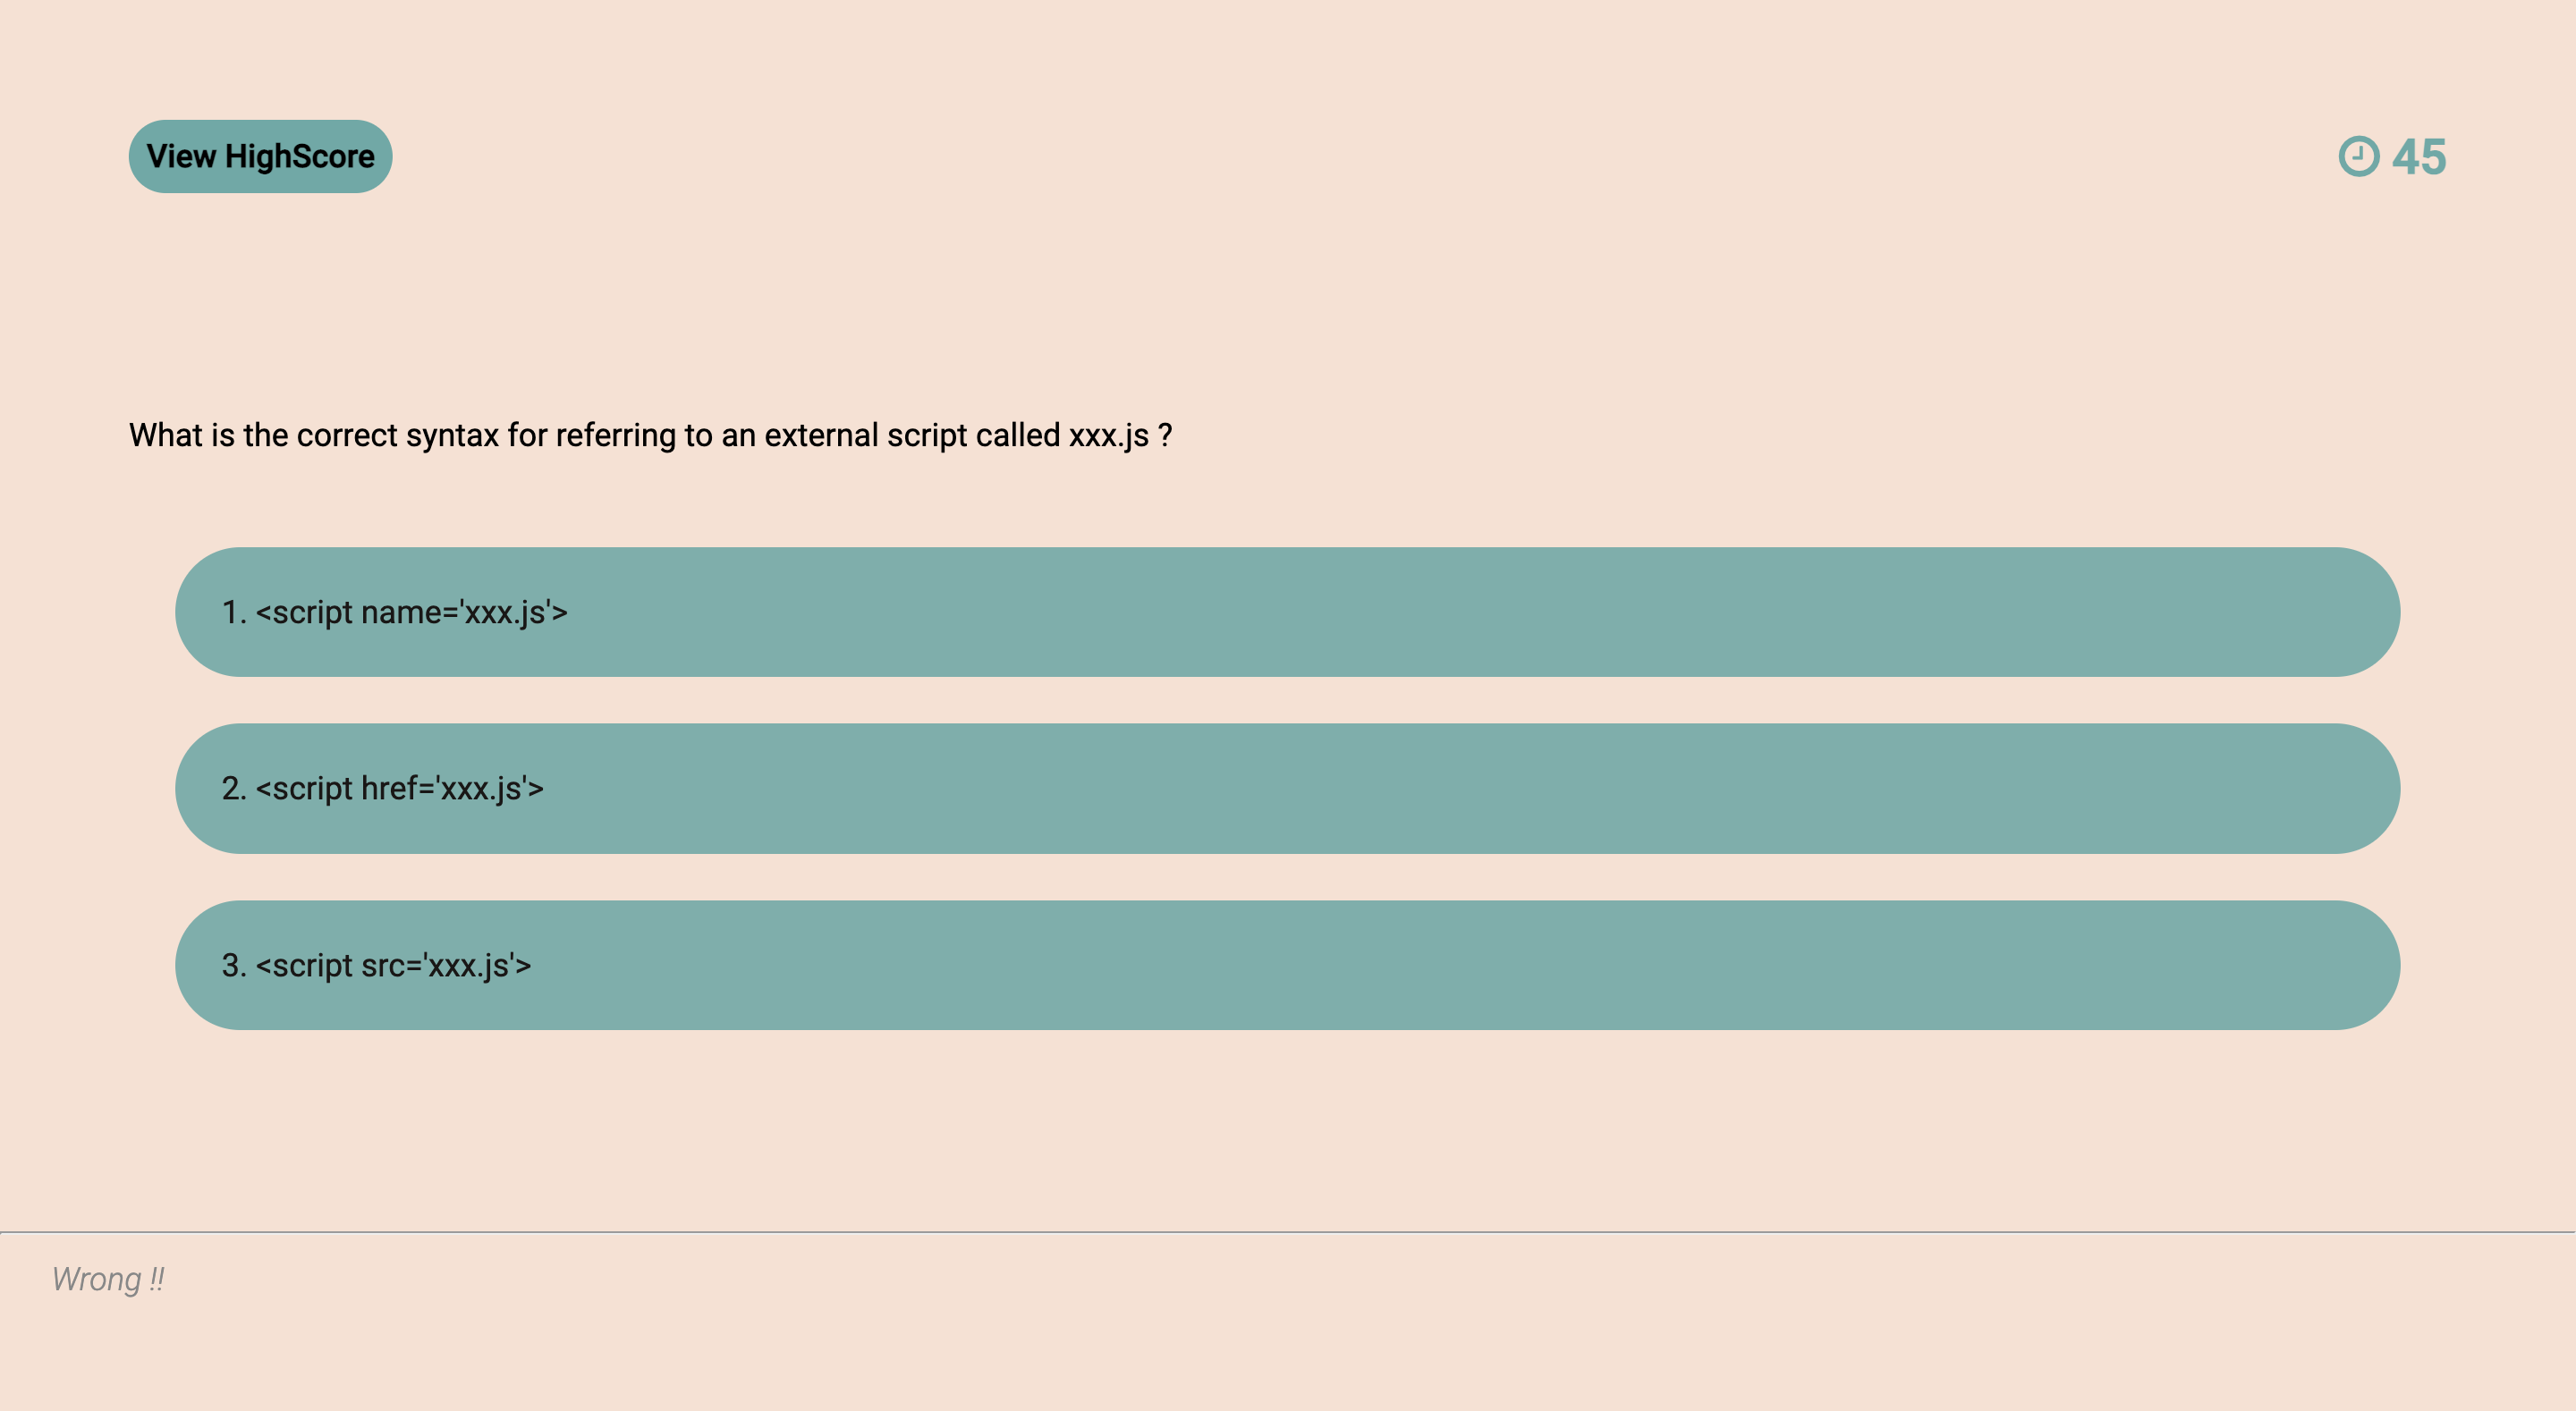 View HighScore
45
What is the correct syntax for referring to an external script called xxx.js ?
1. <script name='xxx.js'>
2. <script href='xxx.js'>
3. <script src='xxx.js'>
Wrong !!